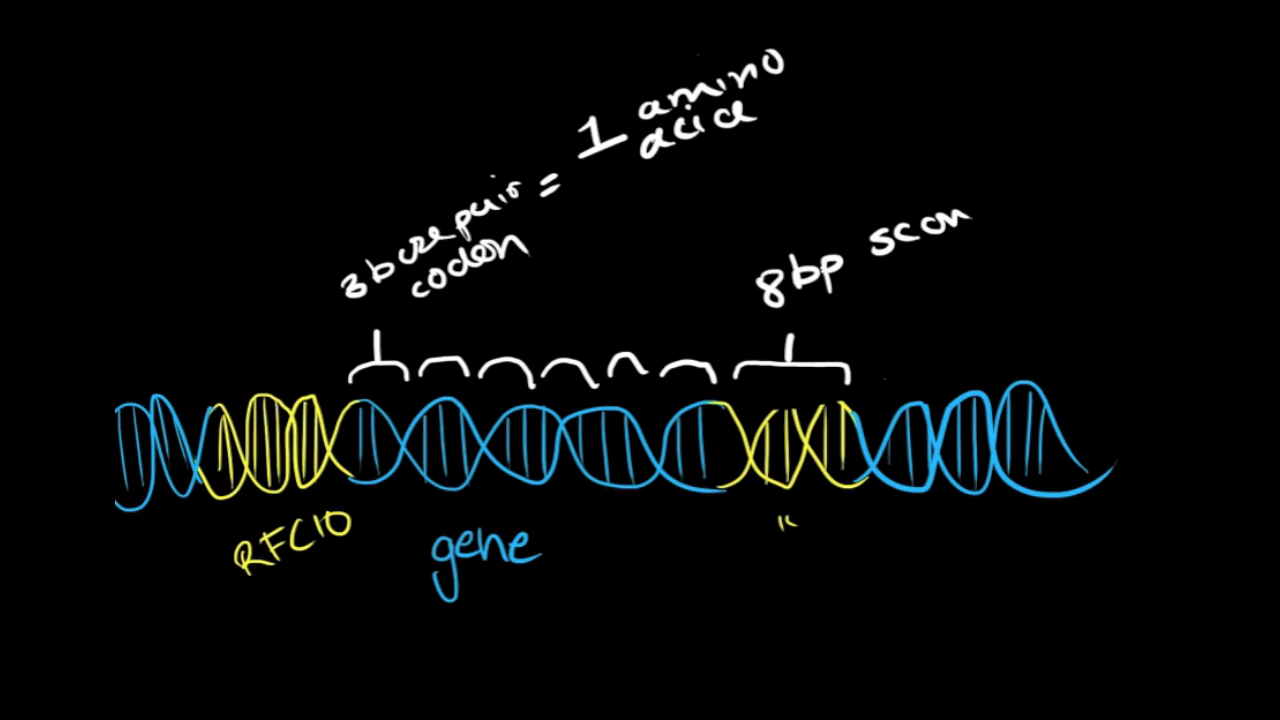 1 amino
acid
3 base pair =
codon
8bp scan
RFC10
gene
"